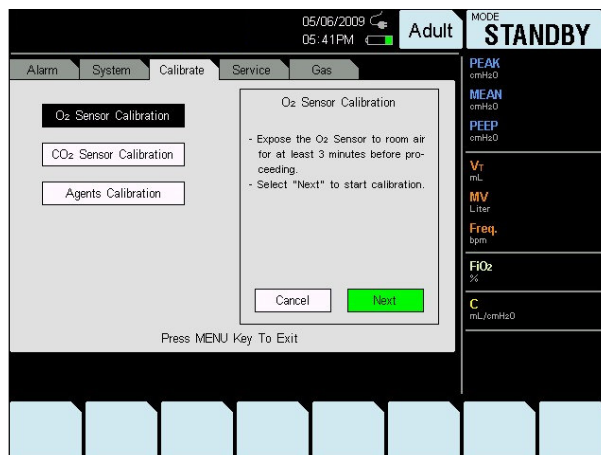 05/06/2009
05:41PM
Adult
MODE
STANDBY
Alarm System Calibrate Service Gas
O₂ Sensor Calibration
CO₂ Sensor Calibration
Agents Calibration
O₂ Sensor Calibration
- Expose the O₂ Sensor to room air
for at least 3 minutes before pro-
ceeding.
- Select "Next" to start calibration.
Cancel Next
Press MENU Key To Exit
PEAK
cmH2O
MEAN
cmH2O
PEEP
cmH2O
VT
mL
MV
Liter
Freq.
bpm
FiO₂
%
C
mL/cmH2O